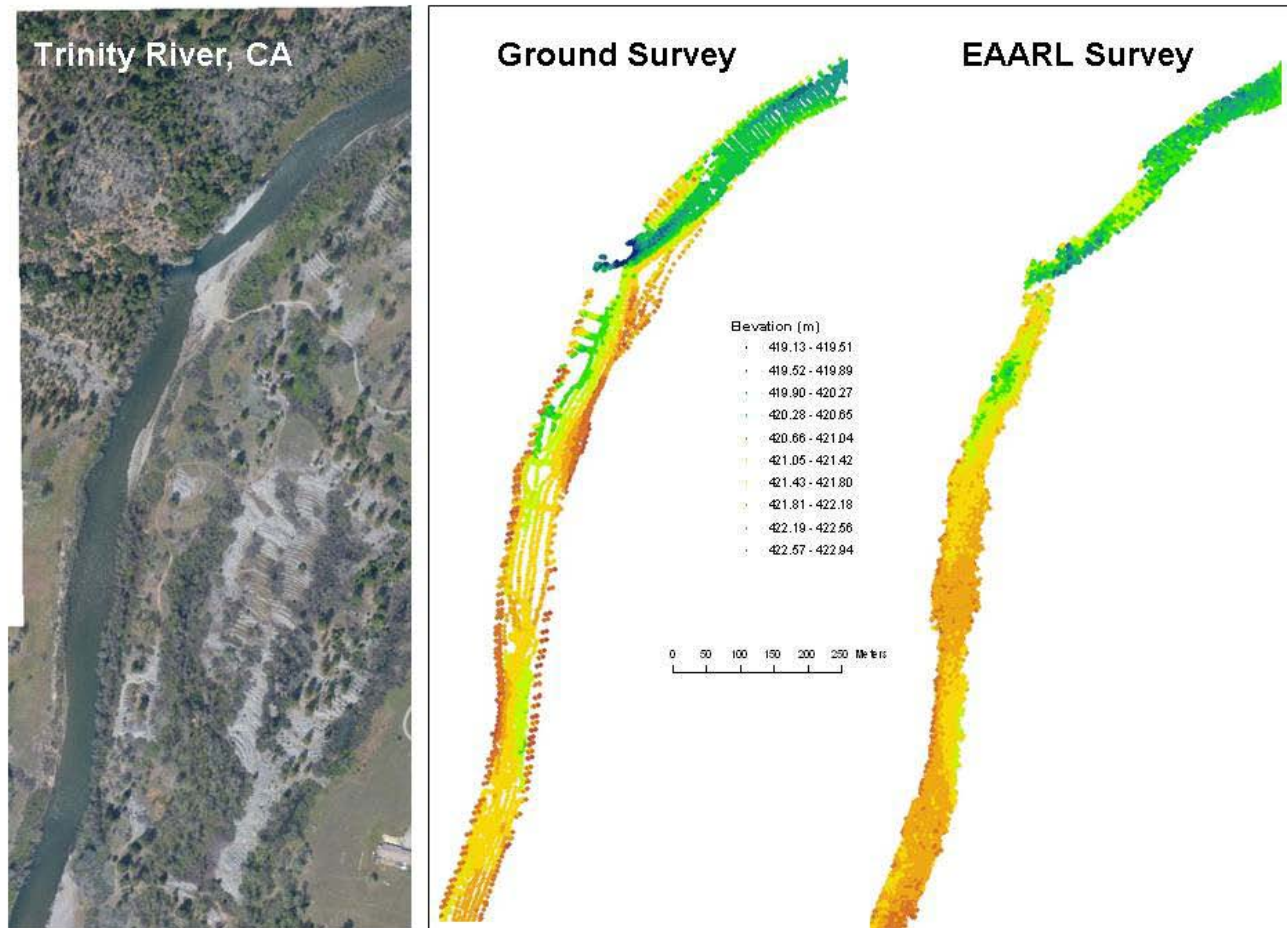 Trinity River, CA
Ground Survey
EAARL Survey
Elevation (m)
419.13 - 419.51
419.52 - 419.89
419.90 - 420.27
420.28 - 420.65
420.66 - 421.04
421.05 - 421.42
421.43 - 421.80
421.81 - 422.18
422.19 - 422.56
422.57 - 422.94
0 50 100 150 200 250 Meters